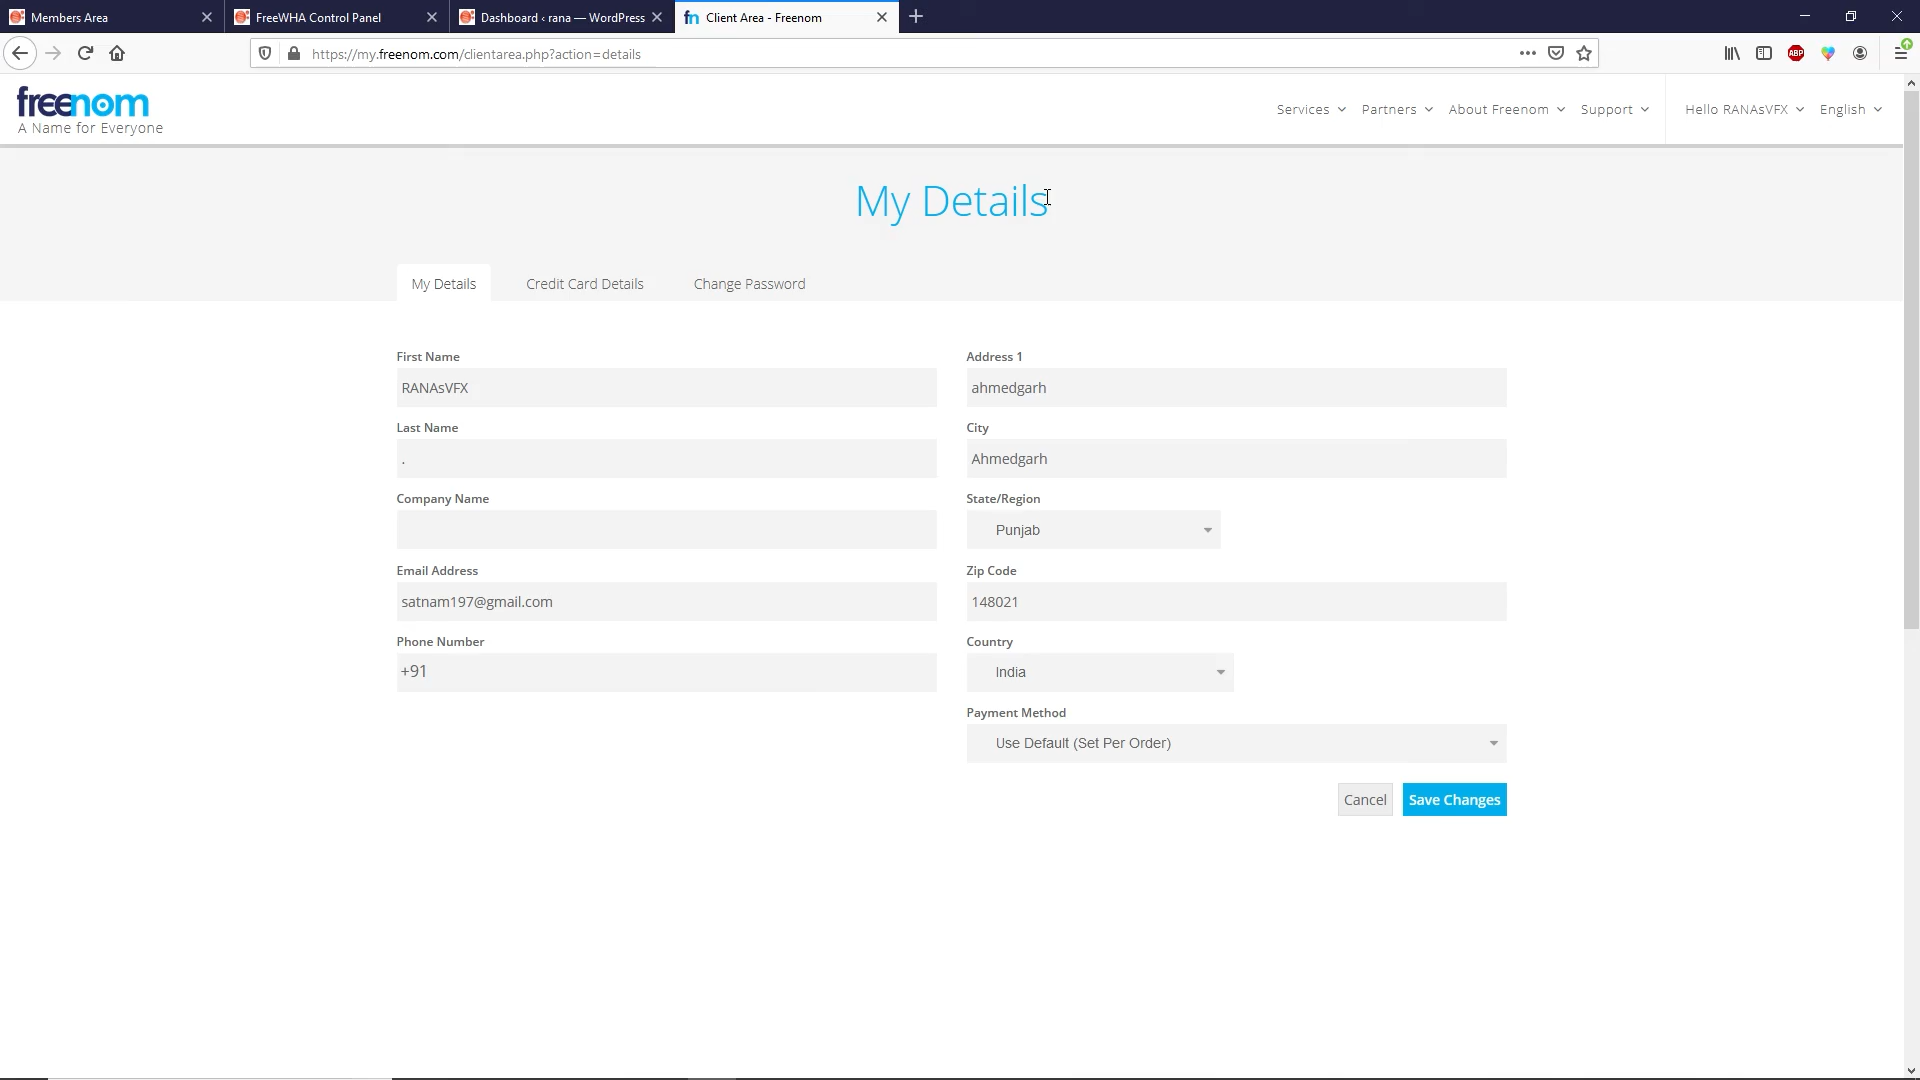 Members Area
FreeWHA Control Panel
Dashboard ‹ rana — WordPress
Client Area - Freenom
https://my.freenom.com/clientarea.php?action=details
ABP
freenom
A Name for Everyone
Services Partners About Freenom Support Hello RANAsVFX English
My Details
My Details Credit Card Details Change Password
First Name
RANAsVFX
Last Name
.
Company Name
Email Address
satnam197@gmail.com
Phone Number
+91
Address 1
ahmedgarh
City
Ahmedgarh
State/Region
Punjab
Zip Code
148021
Country
India
Payment Method
Use Default (Set Per Order)
Cancel Save Changes